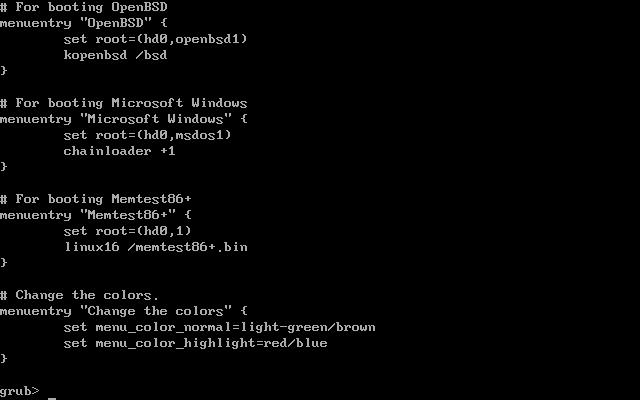 # For booting OpenBSD
menuentry "OpenBSD" {
        set root=(hd0,openbsd1)
        kopenbsd /bsd
}

# For booting Microsoft Windows
menuentry "Microsoft Windows" {
        set root=(hd0,msdos1)
        chainloader +1
}

# For booting Memtest86+
menuentry "Memtest86+" {
        set root=(hd0,1)
        linux16 /memtest86+.bin
}

# Change the colors.
menuentry "Change the colors" {
        set menu_color_normal=light-green/brown
        set menu_color_highlight=red/blue
}

grub> _